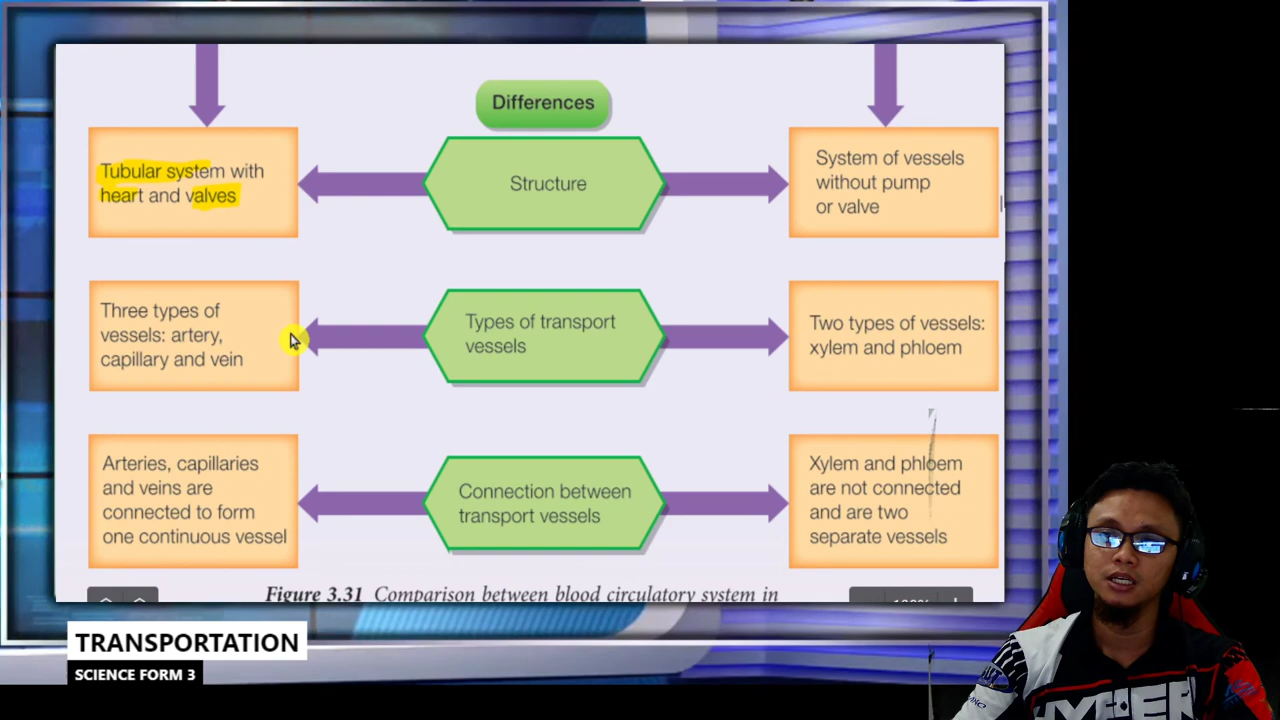 Differences
Tubular system with
heart and valves
Structure
System of vessels
without pump
or valve
Three types of
vessels: artery,
capillary and vein
Types of transport
vessels
Two types of vessels:
xylem and phloem
Arteries, capillaries
and veins are
connected to form
one continuous vessel
Connection between
transport vessels
Xylem and phloem
are not connected
and are two
separate vessels
Figure 3.31 Comparison between blood circulatory system in
TRANSPORTATION
SCIENCE FORM 3
HYPER